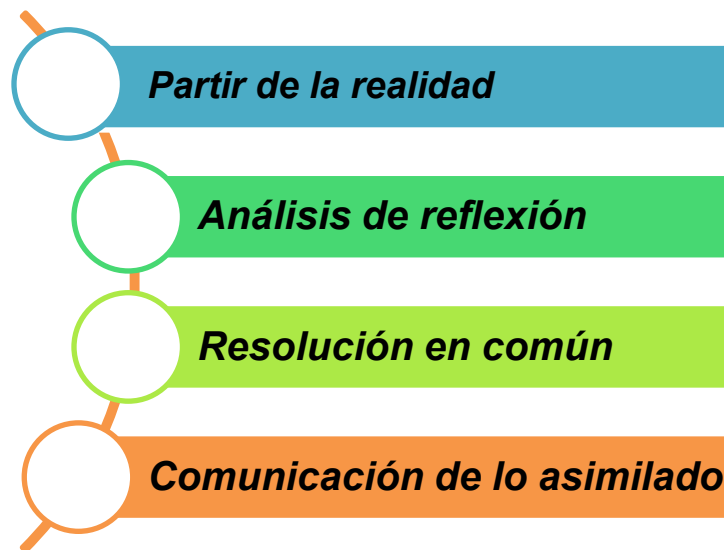 Partir de la realidad
Análisis de reflexión
Resolución en común
Comunicación de lo asimilado